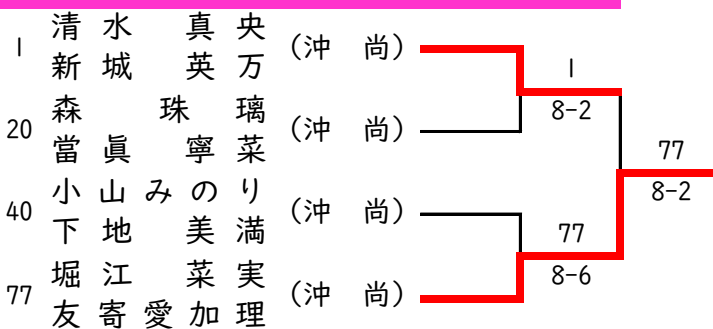 1 清水 真央 (沖 尚)
新城 英万
20 森 珠璃 (沖 尚)
當眞 寧菜
40 小山みのり (沖 尚)
下地 美満
77 堀江 菜実 (沖 尚)
友寄愛加理
1
8-2
77
8-6
77
8-2